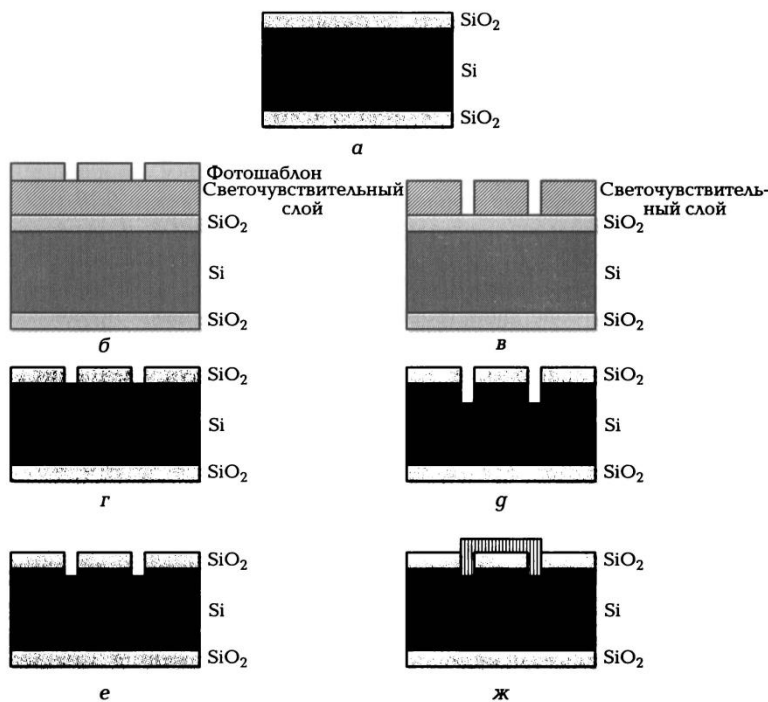 SiO₂
Si
SiO₂
а
Фотошаблон
Светочувствительный
слой
SiO₂
Si
SiO₂
б
Светочувствитель-
ный слой
SiO₂
Si
SiO₂
в
SiO₂
Si
SiO₂
г
SiO₂
Si
SiO₂
д
SiO₂
Si
SiO₂
е
SiO₂
Si
SiO₂
ж